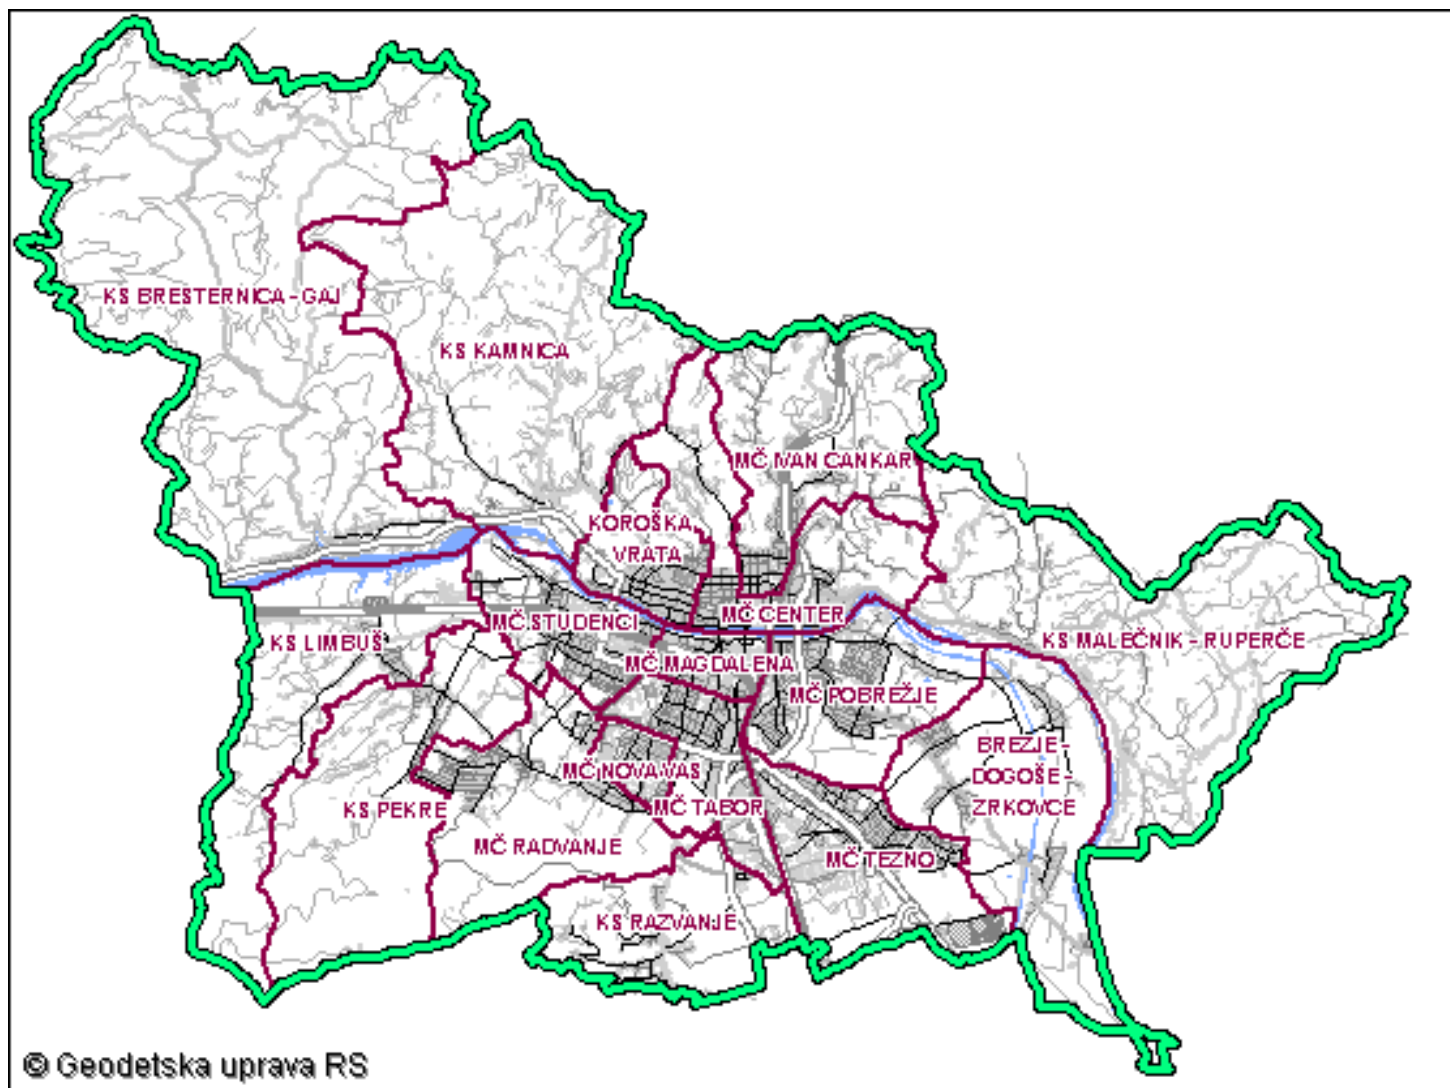 KS BRESTERNICA - GAJ
KS KAMNICA
MČ IVAN CANKAR
KOROŠKA
VRATA
MČ CENTER
MČ STUDENCI
KS LIMBUŠ
KS MALEČNIK - RUPERČE
MČ MAGDALENA
MČ POBREŽJE
BREZJE -
DOGOŠE -
ZRKOVCE
MČ NOVA VAS
MČ TABOR
KS PEKRE
MČ RADVANJE
MČ TEZNO
KS RAZVANJE
© Geodetska uprava RS